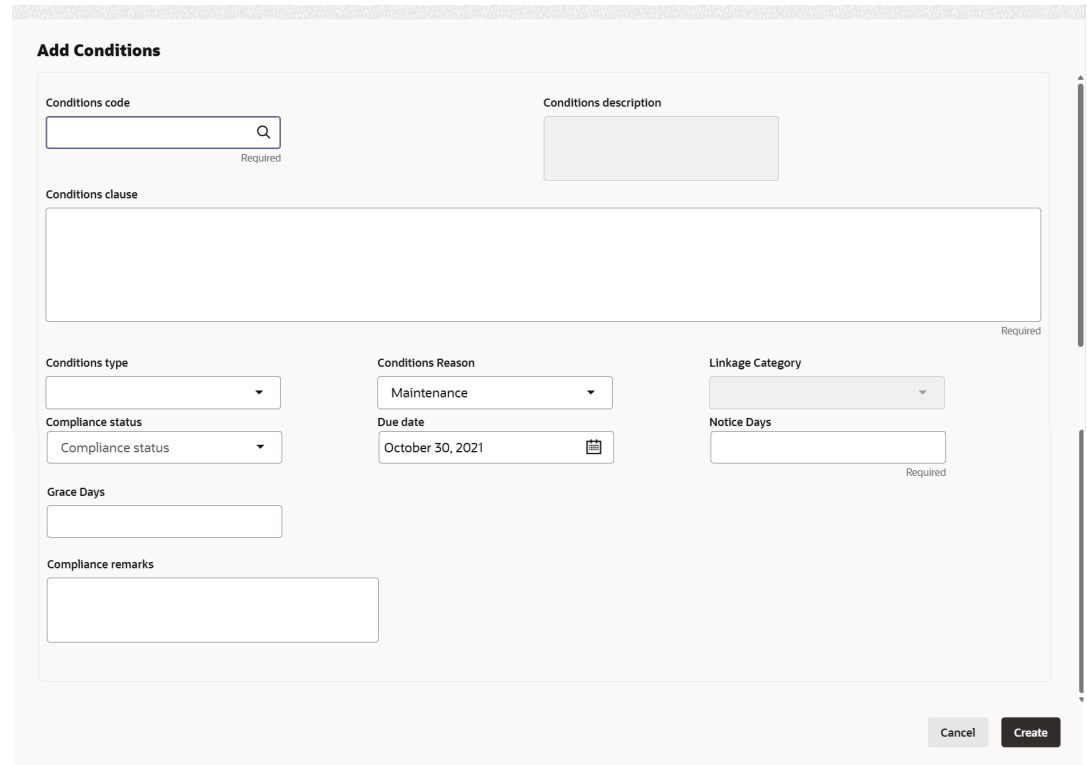 Add Conditions
Conditions code
Conditions description
Required
Conditions clause
Required
Conditions type
Conditions Reason
Linkage Category
Maintenance
Compliance status
Due date
Notice Days
Compliance status
October 30, 2021
Required
Grace Days
Compliance remarks
Cancel
Create